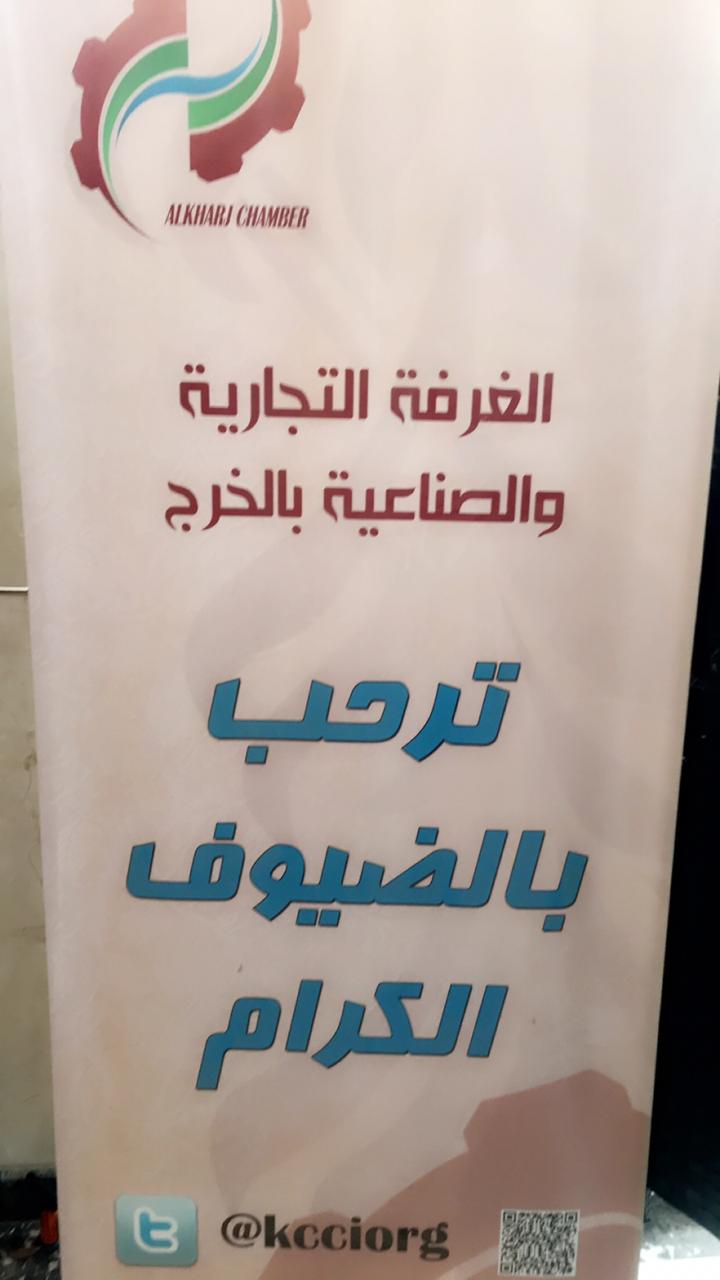 ALKHARJ CHAMBER
الغرفة التجارية
والصناعية بالخرج
ترحب
بالضيوف
الكرام
@kcciorg